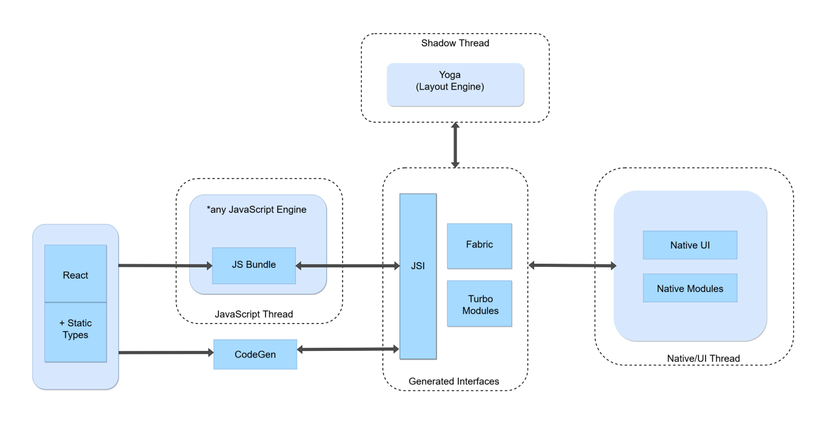 Shadow Thread
Yoga
(Layout Engine)
*any JavaScript Engine
JS Bundle
JavaScript Thread
React
+ Static
Types
CodeGen
JSI
Fabric
Turbo
Modules
Generated Interfaces
Native UI
Native Modules
Native/UI Thread